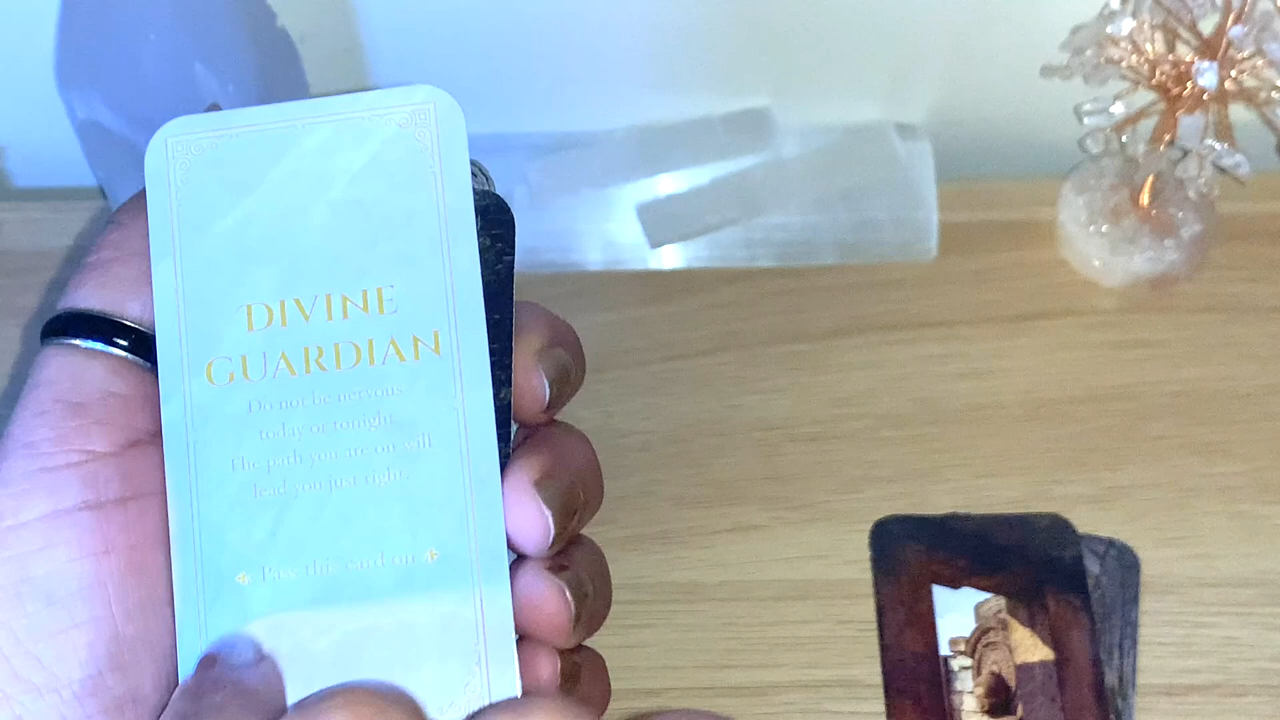 DIVINE
GUARDIAN
Do not be nervous
today or tonight
The path you are on will
lead you just right.
Pass this card on